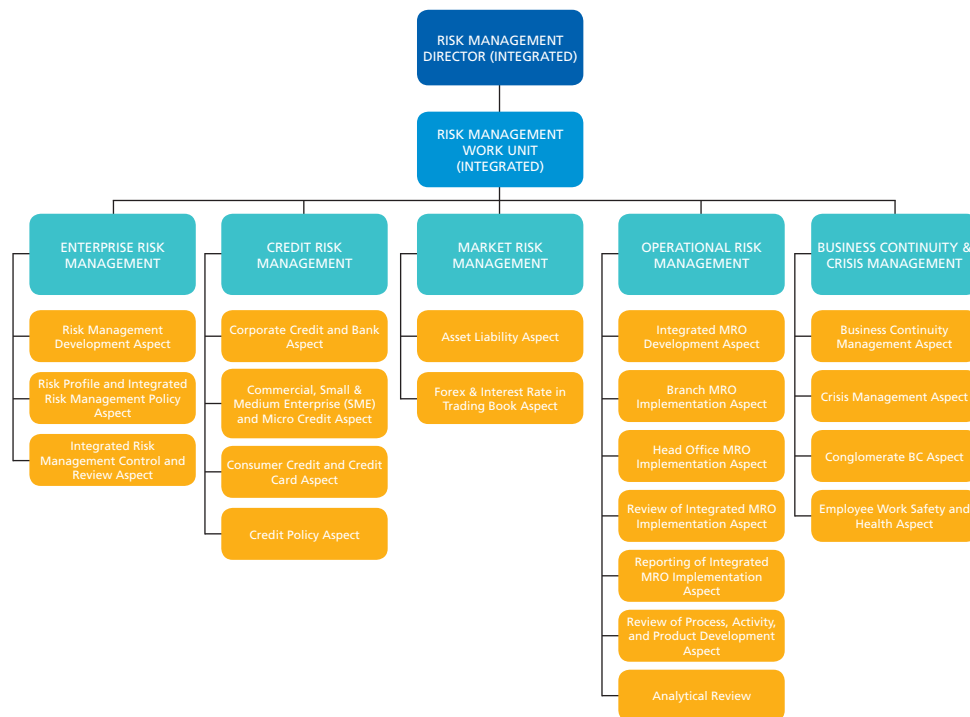 RISK MANAGEMENT
DIRECTOR (INTEGRATED)
RISK MANAGEMENT
WORK UNIT
(INTEGRATED)
ENTERPRISE RISK
MANAGEMENT
Risk Management
Development Aspect
Risk Profile and Integrated
Risk Management Policy
Aspect
Integrated Risk
Management Control and
Review Aspect
CREDIT RISK
MANAGEMENT
Corporate Credit and Bank
Aspect
Commercial, Small &
Medium Enterprise (SME)
and Micro Credit Aspect
Consumer Credit and Credit
Card Aspect
Credit Policy Aspect
MARKET RISK
MANAGEMENT
Asset Liability Aspect
Forex & Interest Rate in
Trading Book Aspect
OPERATIONAL RISK
MANAGEMENT
Integrated MRO
Development Aspect
Branch MRO
Implementation Aspect
Head Office MRO
Implementation Aspect
Review of Integrated MRO
Implementation Aspect
Reporting of Integrated
MRO Implementation
Aspect
Review of Process, Activity,
and Product Development
Aspect
Analytical Review
BUSINESS CONTINUITY &
CRISIS MANAGEMENT
Business Continuity
Management Aspect
Crisis Management Aspect
Conglomerate BC Aspect
Employee Work Safety and
Health Aspect